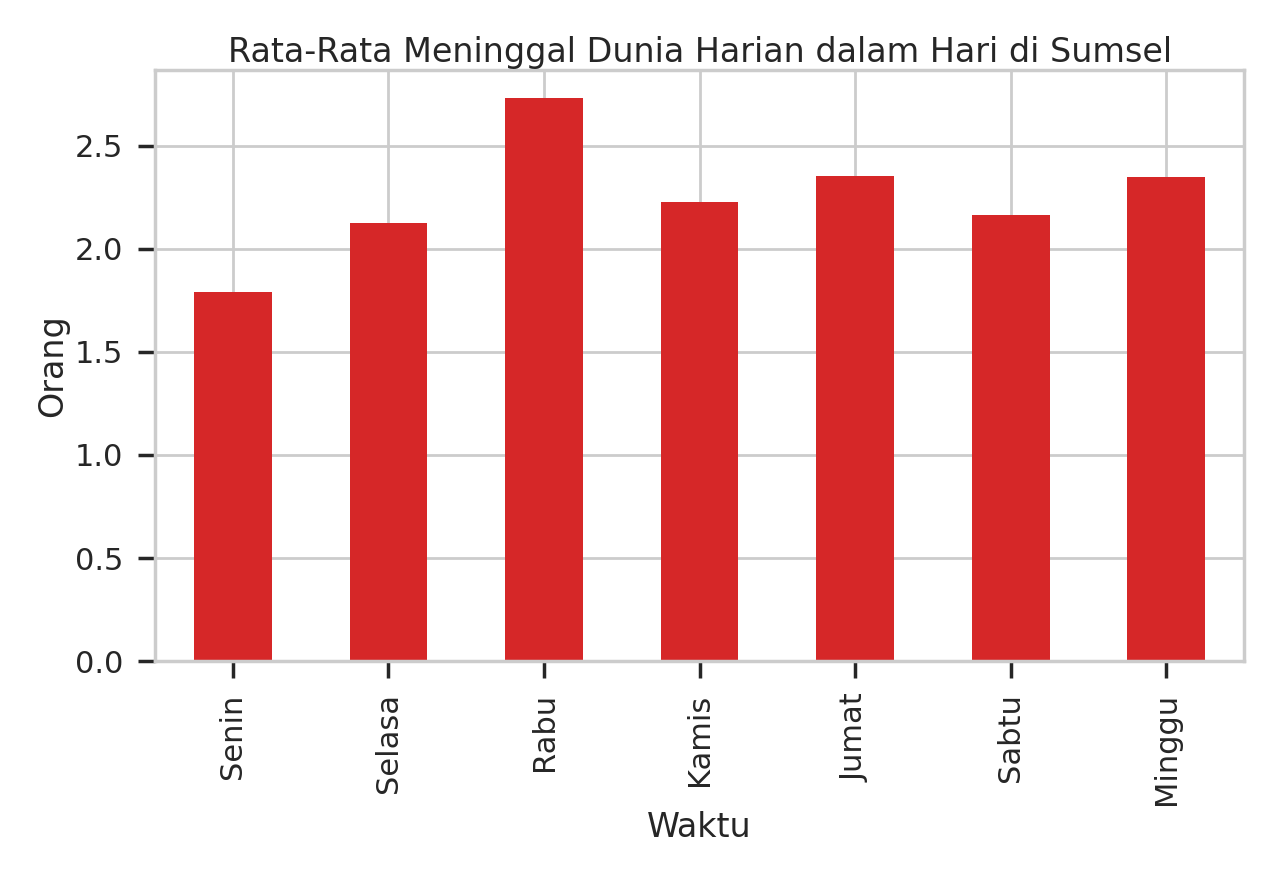 Rata-Rata Meninggal Dunia Harian dalam Hari di Sumsel
Orang
2.5
2.0
1.5
1.0
0.5
0.0
Senin
Selasa
Rabu
Kamis
Jumat
Sabtu
Minggu
Waktu